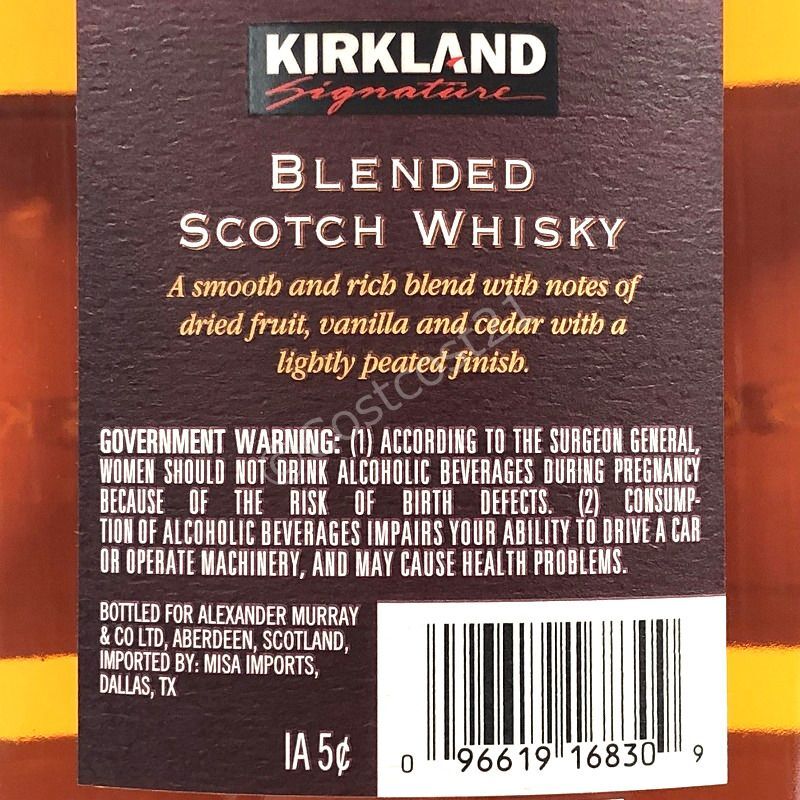 KIRKLAND
Signature
BLENDED
SCOTCH WHISKY
A smooth and rich blend with notes of
dried fruit, vanilla and cedar with a
lightly peated finish.
©Costcost21
GOVERNMENT WARNING: (1) ACCORDING TO THE SURGEON GENERAL,
WOMEN SHOULD NOT DRINK ALCOHOLIC BEVERAGES DURING PREGNANCY
BECAUSE OF THE RISK OF BIRTH DEFECTS. (2) CONSUMP-
TION OF ALCOHOLIC BEVERAGES IMPAIRS YOUR ABILITY TO DRIVE A CAR
OR OPERATE MACHINERY, AND MAY CAUSE HEALTH PROBLEMS.
BOTTLED FOR ALEXANDER MURRAY
& CO LTD, ABERDEEN, SCOTLAND,
IMPORTED BY: MISA IMPORTS,
DALLAS, TX
IA 5¢
0 96619 16830 9